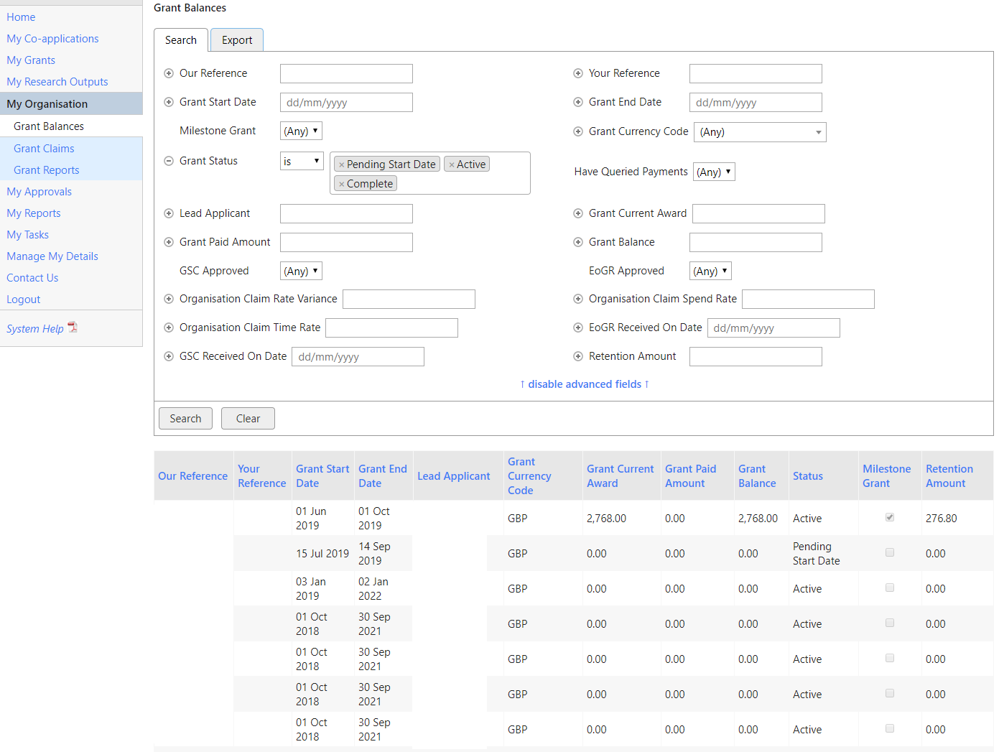 Home
My Co-applications
My Grants
My Research Outputs
My Organisation
Grant Balances
Grant Claims
Grant Reports
My Approvals
My Reports
My Tasks
Manage My Details
Contact Us
Logout
System Help
Grant Balances
Search Export
Our Reference Your Reference
Grant Start Date dd/mm/yyyy Grant End Date dd/mm/yyyy
Milestone Grant (Any) Grant Currency Code (Any)
Grant Status is × Pending Start Date × Active
× Complete
Have Queried Payments (Any)
Lead Applicant Grant Current Award
Grant Paid Amount Grant Balance
GSC Approved (Any) EoGR Approved (Any)
Organisation Claim Rate Variance Organisation Claim Spend Rate
Organisation Claim Time Rate EoGR Received On Date dd/mm/yyyy
GSC Received On Date dd/mm/yyyy Retention Amount
↑ disable advanced fields ↑
Search Clear
Our Reference Your Reference Grant Start Date Grant End Date Lead Applicant Grant Currency Code Grant Current Award Grant Paid Amount Grant Balance Status Milestone Grant Retention Amount
01 Jun 2019 01 Oct 2019 GBP 2,768.00 0.00 2,768.00 Active 276.80
15 Jul 2019 14 Sep 2019 GBP 0.00 0.00 0.00 Pending Start Date 0.00
03 Jan 2019 02 Jan 2022 GBP 0.00 0.00 0.00 Active 0.00
01 Oct 2018 30 Sep 2021 GBP 0.00 0.00 0.00 Active 0.00
01 Oct 2018 30 Sep 2021 GBP 0.00 0.00 0.00 Active 0.00
01 Oct 2018 30 Sep 2021 GBP 0.00 0.00 0.00 Active 0.00
01 Oct 2018 30 Sep 2021 GBP 0.00 0.00 0.00 Active 0.00